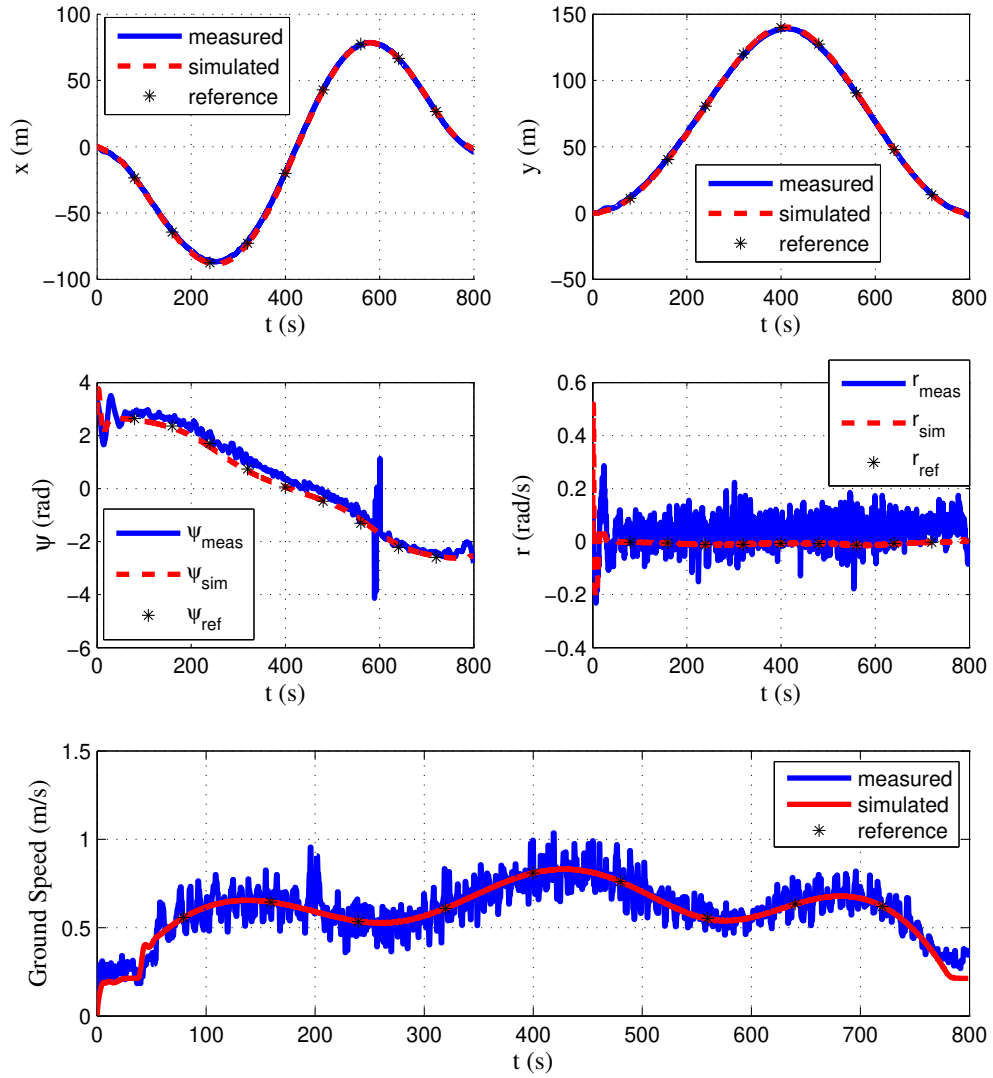 100
50
0
−50
−100
x (m)
measured
simulated
reference
0 200 400 600 800
t (s)
150
100
50
0
50
y (m)
measured
simulated
reference
0 200 400 600 800
t (s)
4
2
0
−2
−4
−6
ψ (rad)
ψmeas
ψsim
ψref
0 200 400 600 800
t (s)
0.6
0.4
0.2
0
−0.2
−0.4
r (rad/s)
rmeas
rsim
rref
0 200 400 600 800
t (s)
1.5
1
0.5
0
Ground Speed (m/s)
measured
simulated
reference
0 100 200 300 400 500 600 700 800
t (s)